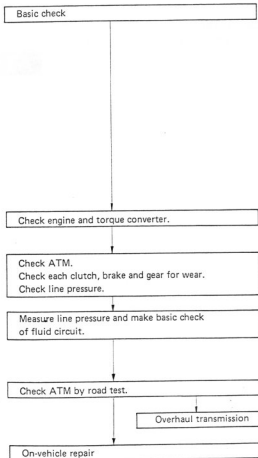 Basic check
Check engine and torque converter.
Check ATM.
Check each clutch, brake and gear for wear.
Check line pressure.
Measure line pressure and make basic check
of fluid circuit.
Check ATM by road test.
Overhaul transmission
On-vehicle repair